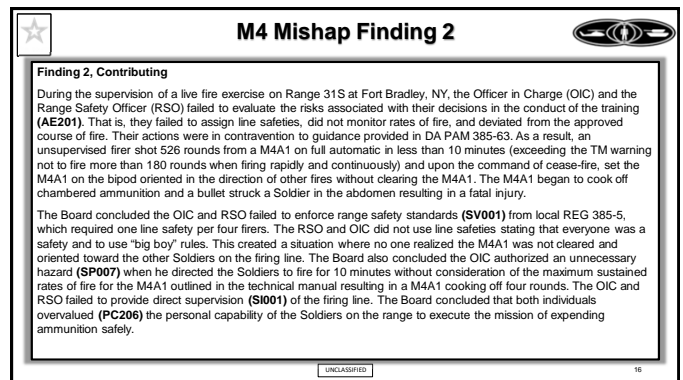 M4 Mishap Finding 2
Finding 2, Contributing
During the supervision of a live fire exercise on Range 31S at Fort Bradley, NY, the Officer in Charge (OIC) and the
Range Safety Officer (RSO) failed to evaluate the risks associated with their decisions in the conduct of the training
(AE201). That is, they failed to assign line safeties, did not monitor rates of fire, and deviated from the approved
course of fire. Their actions were in contravention to guidance provided in DA PAM 385-63. As a result, an
unsupervised firer shot 526 rounds from a M4A1 on full automatic in less than 10 minutes (exceeding the TM warning
not to fire more than 180 rounds when firing rapidly and continuously) and upon the command of cease-fire, set the
M4A1 on the bipod oriented in the direction of other fires without clearing the M4A1. The M4A1 began to cook off
chambered ammunition and a bullet struck a Soldier in the abdomen resulting in a fatal injury.
The Board concluded the OIC and RSO failed to enforce range safety standards (SV001) from local REG 385-5,
which required one line safety per four firers. The RSO and OIC did not use line safeties stating that everyone was a
safety and to use “big boy” rules. This created a situation where no one realized the M4A1 was not cleared and
oriented toward the other Soldiers on the firing line. The Board also concluded the OIC authorized an unnecessary
hazard (SP007) when he directed the Soldiers to fire for 10 minutes without consideration of the maximum sustained
rates of fire for the M4A1 outlined in the technical manual resulting in a M4A1 cooking off four rounds. The OIC and
RSO failed to provide direct supervision (SI001) of the firing line. The Board concluded that both individuals
overvalued (PC206) the personal capability of the Soldiers on the range to execute the mission of expending
ammunition safely.
UNCLASSIFIED
16